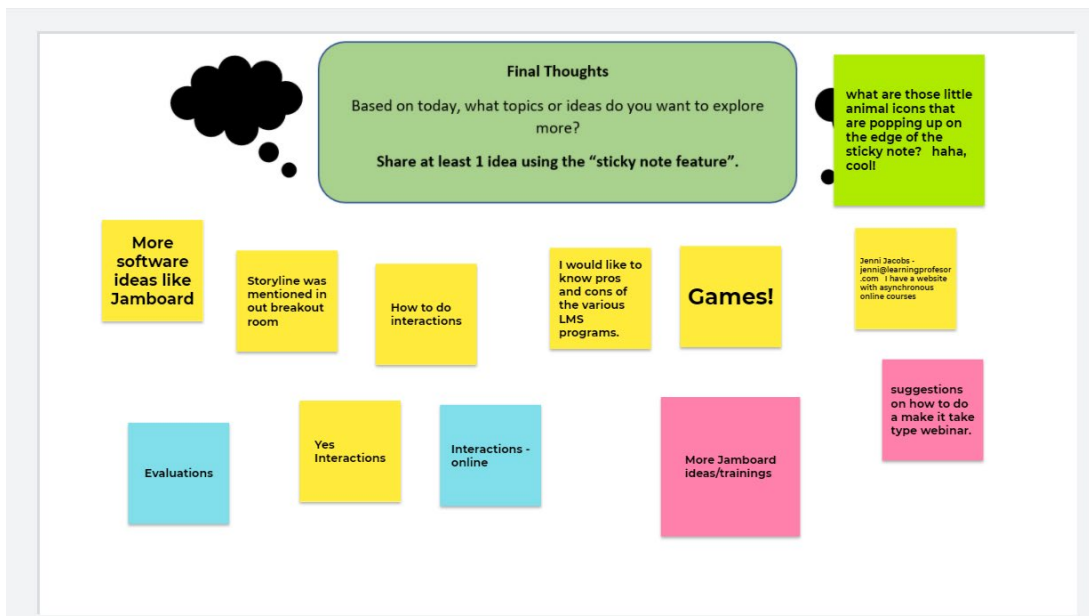 Final Thoughts
Based on today, what topics or ideas do you want to explore
more?
Share at least 1 idea using the “sticky note feature”.
what are those little
animal icons that
are popping up on
the edge of the
sticky note?   haha,
cool!
More
software
ideas like
Jamboard
Storyline was
mentioned in
out breakout
room
How to do
interactions
I would like to
know pros
and cons of
the various
LMS
programs.
Games!
Jenni Jacobs -
jenni@learningprofesor
.com   I have a website
with asynchronous
online courses
suggestions
on how to do
a make it take
type webinar.
Evaluations
Yes
Interactions
Interactions -
online
More Jamboard
ideas/trainings